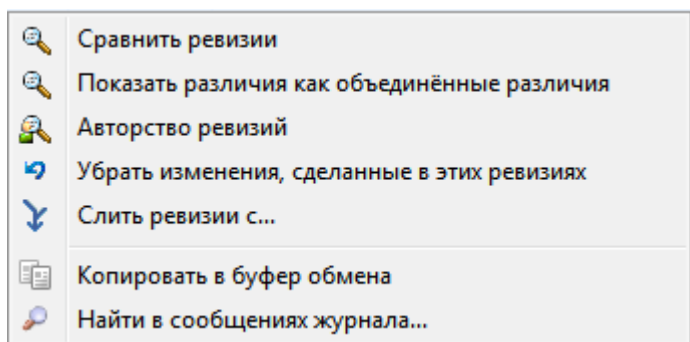 Сравнить ревизии
Показать различия как объединённые различия
Авторство ревизий
Убрать изменения, сделанные в этих ревизиях
Слить ревизии с...
Копировать в буфер обмена
Найти в сообщениях журнала...